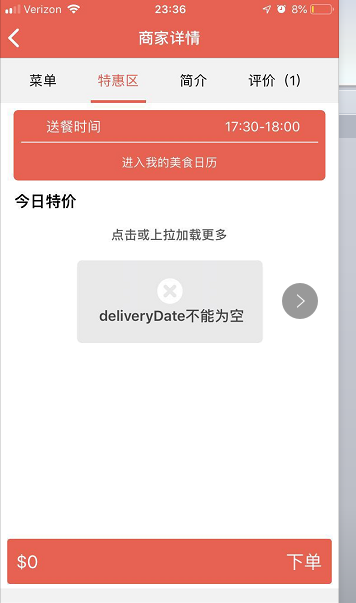 Verizon 23:36 8%
商家详情
菜单 特惠区 简介 评价（1）
送餐时间 17:30-18:00
进入我的美食日历
今日特价
点击或上拉加载更多
deliveryDate不能为空
$0 下单